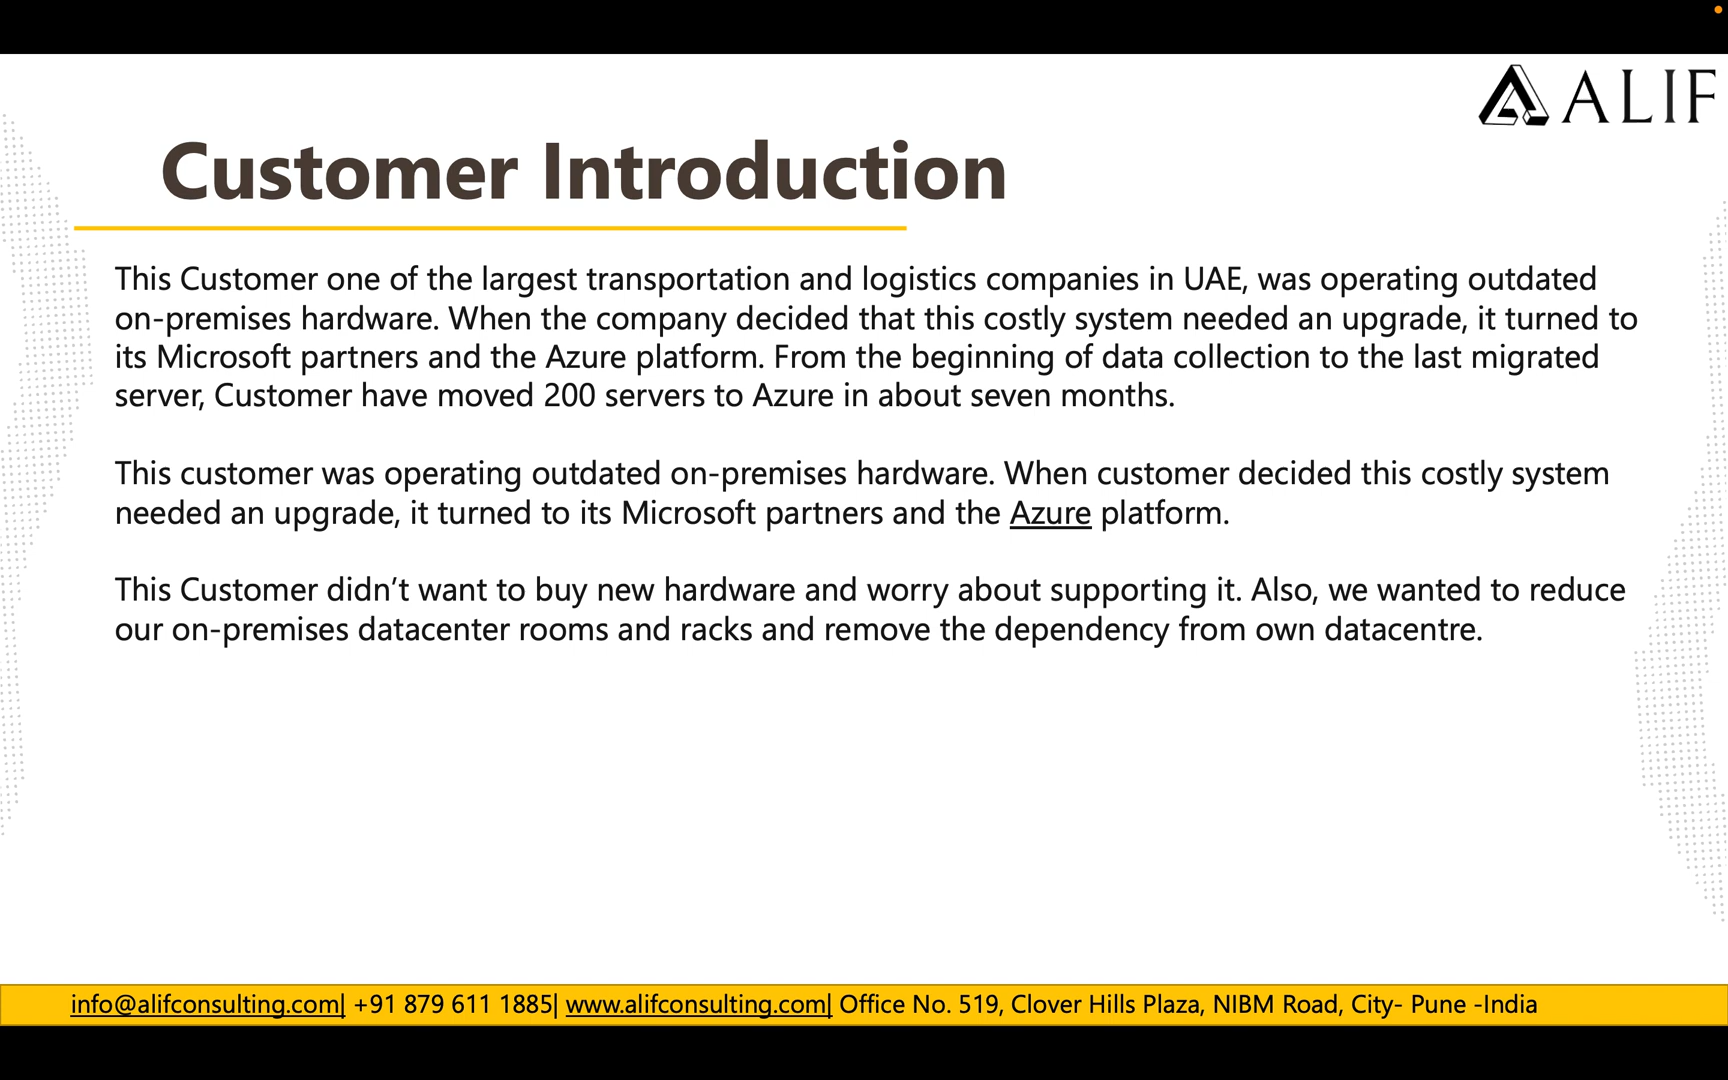 ALIF
Customer Introduction
This Customer one of the largest transportation and logistics companies in UAE, was operating outdated
on-premises hardware. When the company decided that this costly system needed an upgrade, it turned to
its Microsoft partners and the Azure platform. From the beginning of data collection to the last migrated
server, Customer have moved 200 servers to Azure in about seven months.
This customer was operating outdated on-premises hardware. When customer decided this costly system
needed an upgrade, it turned to its Microsoft partners and the Azure platform.
This Customer didn’t want to buy new hardware and worry about supporting it. Also, we wanted to reduce
our on-premises datacenter rooms and racks and remove the dependency from own datacentre.
info@alifconsulting.com| +91 879 611 1885| www.alifconsulting.com| Office No. 519, Clover Hills Plaza, NIBM Road, City- Pune -India